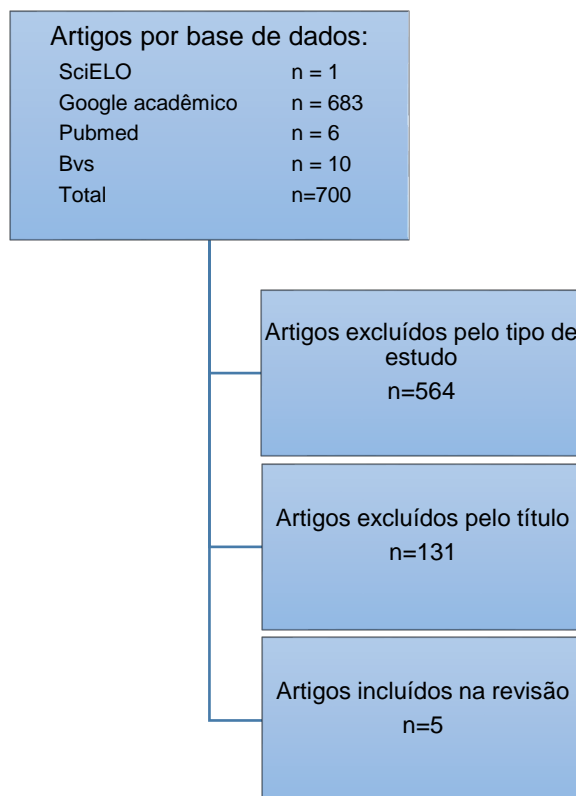 Artigos por base de dados:
SciELO n = 1
Google acadêmico n = 683
Pubmed n = 6
Bvs n = 10
Total n=700
Artigos excluídos pelo tipo de
estudo
n=564
Artigos excluídos pelo título
n=131
Artigos incluídos na revisão
n=5